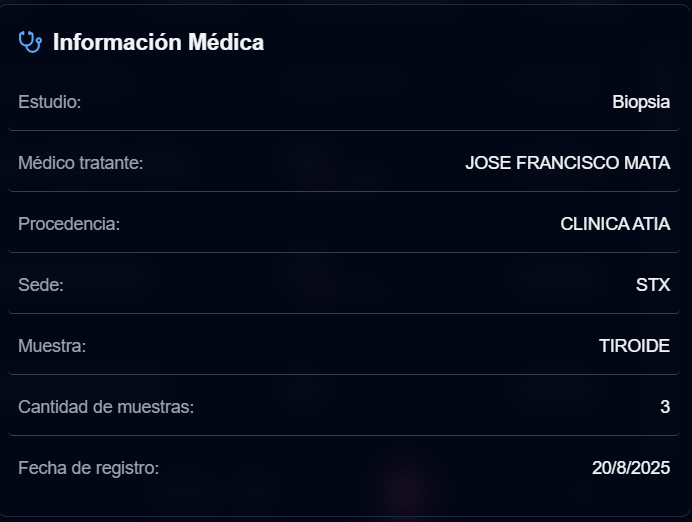 Información Médica
Estudio: Biopsia
Médico tratante: JOSE FRANCISCO MATA
Procedencia: CLINICA ATIA
Sede: STX
Muestra: TIROIDE
Cantidad de muestras: 3
Fecha de registro: 20/8/2025